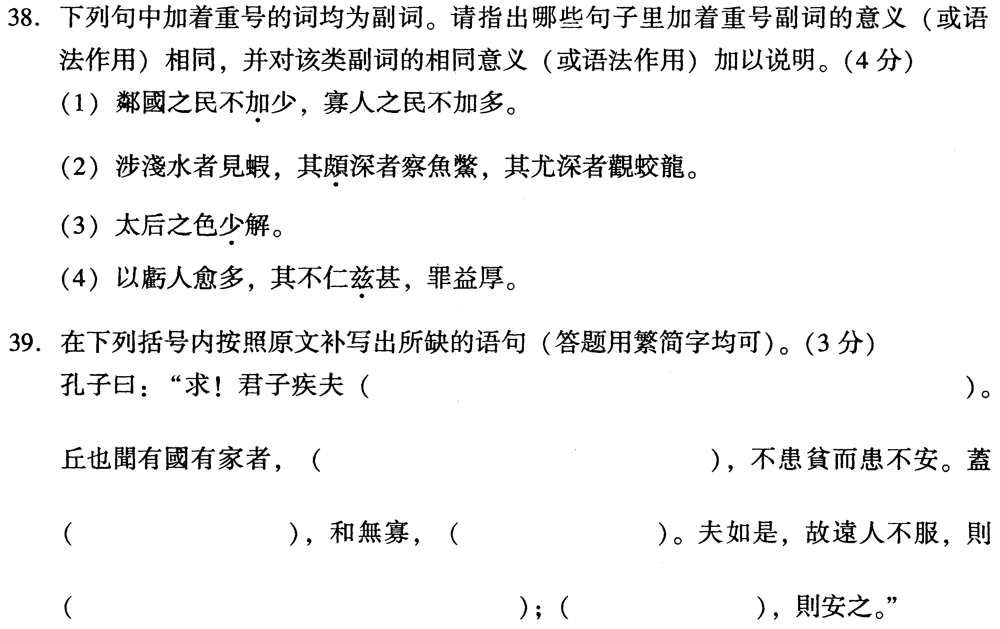 38. 下列句中加着重号的词均为副词。请指出哪些句子里加着重号副词的意义（或语
法作用）相同，并对该类副词的相同意义（或语法作用）加以说明。（4 分）
（1）鄰國之民不加少，寡人之民不加多。
（2）涉淺水者見蝦，其頗深者察魚鱉，其尤深者觀蛟龍。
（3）太后之色少解。
（4）以虧人愈多，其不仁兹甚，罪益厚。
39. 在下列括号内按照原文补写出所缺的语句（答题用繁简字均可）。（3 分）
孔子曰：“求！君子疾夫（ ）。
丘也聞有國有家者，（ ），不患貧而患不安。蓋
（ ），和無寡，（ ）。夫如是，故遠人不服，則
（ ）；（ ），則安之。”